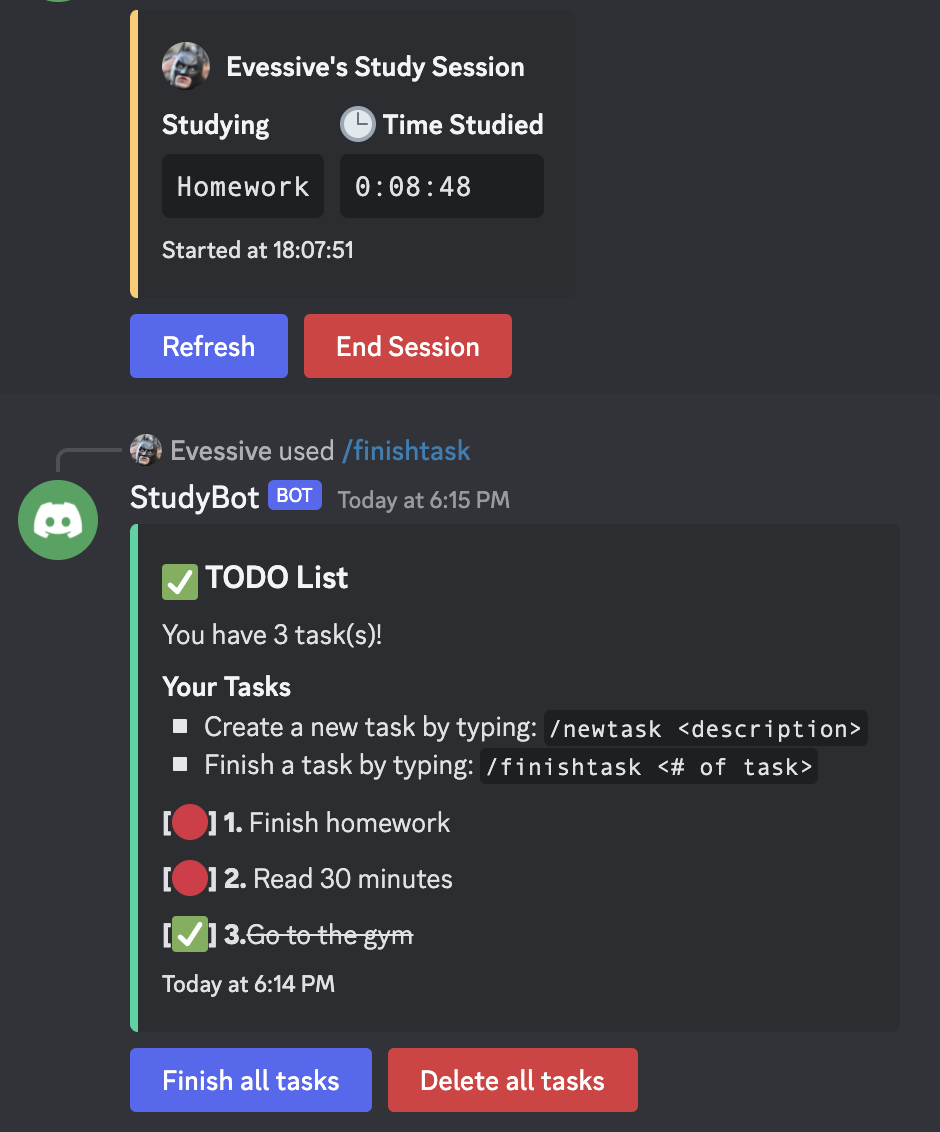 Evessive's Study Session
Studying Time Studied
Homework 0:08:48
Started at 18:07:51
Refresh End Session
Evessive used /finishtask
StudyBot BOT Today at 6:15 PM
TODO List
You have 3 task(s)!
Your Tasks
Create a new task by typing: /newtask <description>
Finish a task by typing: /finishtask <# of task>
[🔴] 1. Finish homework
[🔴] 2. Read 30 minutes
[✅] 3.Go to the gym
Today at 6:14 PM
Finish all tasks Delete all tasks